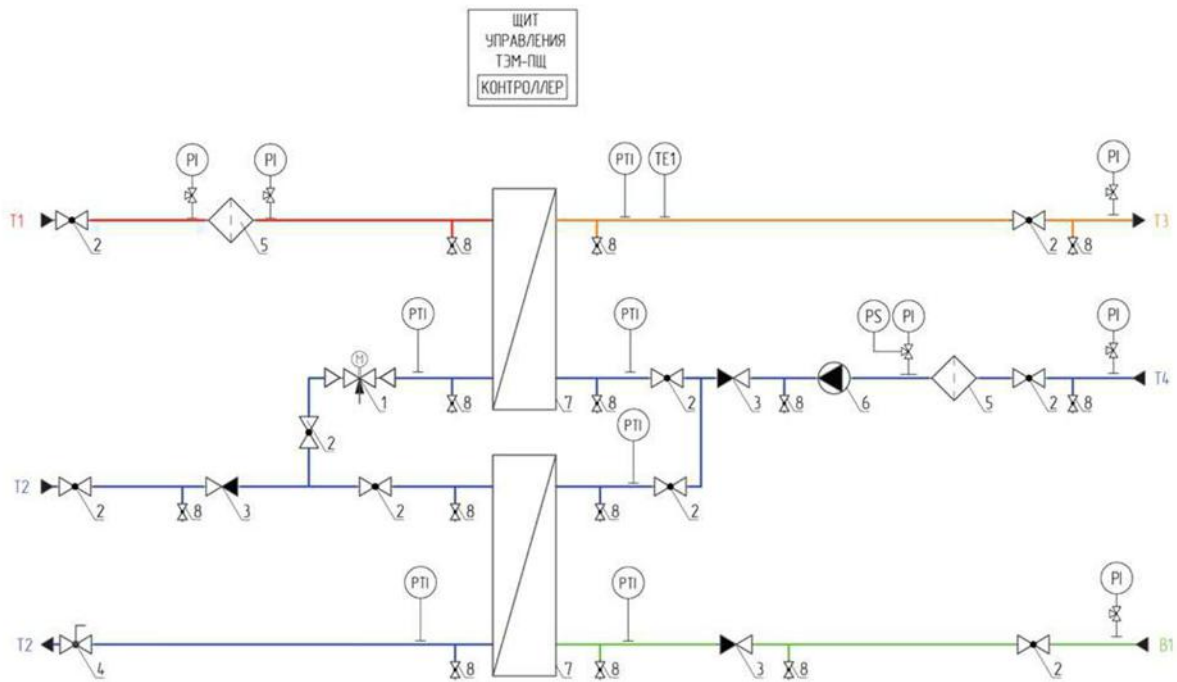 ЩИТ
УПРАВЛЕНИЯ
ТЭМ-ПЩ
КОНТРОЛЛЕР
PI PI PTI TE1 PI
T1 2 5 8 8 2 8 T3
PTI PTI PS PI PI
M
1 8 7 8 2 3 8 6 5 2 8 T4
2 PTI
T2 2 8 3 2 8 8 2
PTI PTI PI
T2 4 8 7 8 3 8 2 B1